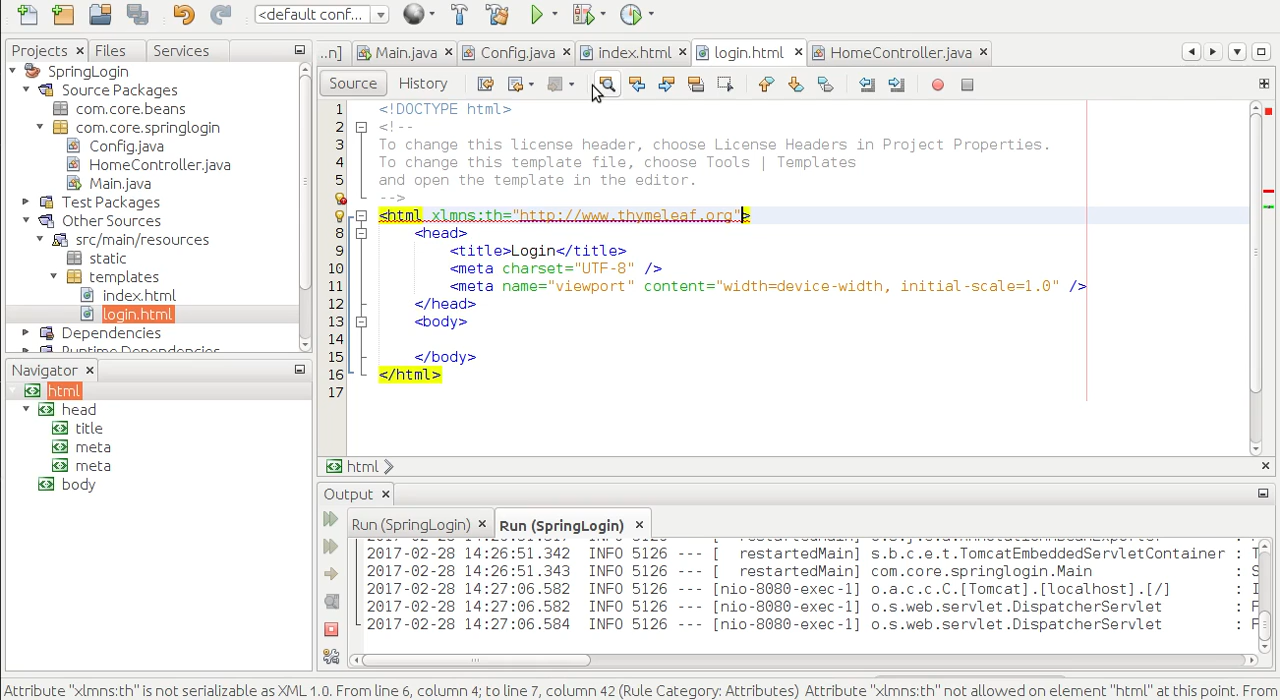 <default conf...
Projects
Files
Services
SpringLogin
Source Packages
com.core.beans
com.core.springlogin
Config.java
HomeController.java
Main.java
Test Packages
Other Sources
src/main/resources
static
templates
index.html
login.html
Dependencies
Runtime Dependencies
Navigator
html
head
title
meta
meta
body
...n]
Main.java
Config.java
index.html
login.html
HomeController.java
Source
History
1 <!DOCTYPE html>
2 <!--
3 To change this license header, choose License Headers in Project Properties.
4 To change this template file, choose Tools | Templates
5 and open the template in the editor.
-->
<html xlmns:th="http://www.thymeleaf.org">
8 <head>
9 <title>Login</title>
10 <meta charset="UTF-8" />
11 <meta name="viewport" content="width=device-width, initial-scale=1.0" />
12 </head>
13 <body>
14
15 </body>
16 </html>
17
html
Output
Run (SpringLogin)
Run (SpringLogin)
2017-02-28 14:26:51.342 INFO 5126 --- [ restartedMain] s.b.c.e.t.TomcatEmbeddedServletContainer : T
2017-02-28 14:26:51.343 INFO 5126 --- [ restartedMain] com.core.springlogin.Main : S
2017-02-28 14:27:06.582 INFO 5126 --- [nio-8080-exec-1] o.a.c.c.C.[Tomcat].[localhost].[/] : I
2017-02-28 14:27:06.582 INFO 5126 --- [nio-8080-exec-1] o.s.web.servlet.DispatcherServlet : F
2017-02-28 14:27:06.584 INFO 5126 --- [nio-8080-exec-1] o.s.web.servlet.DispatcherServlet : F
Attribute "xlmns:th" is not serializable as XML 1.0. From line 6, column 4; to line 7, column 42 (Rule Category: Attributes) Attribute "xlmns:th" not allowed on element "html" at this point. From